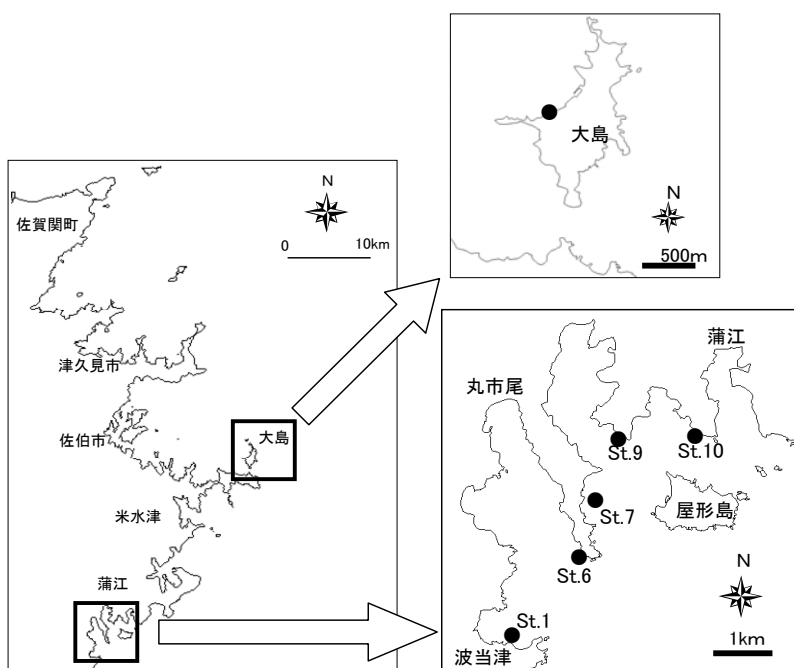 大島
N
500m
佐賀関町
N
0 10km
津久見市
佐伯市
大島
米水津
蒲江
蒲江
丸市尾
St.9
St.10
St.7
屋形島
St.6
N
St.1
波当津
1km